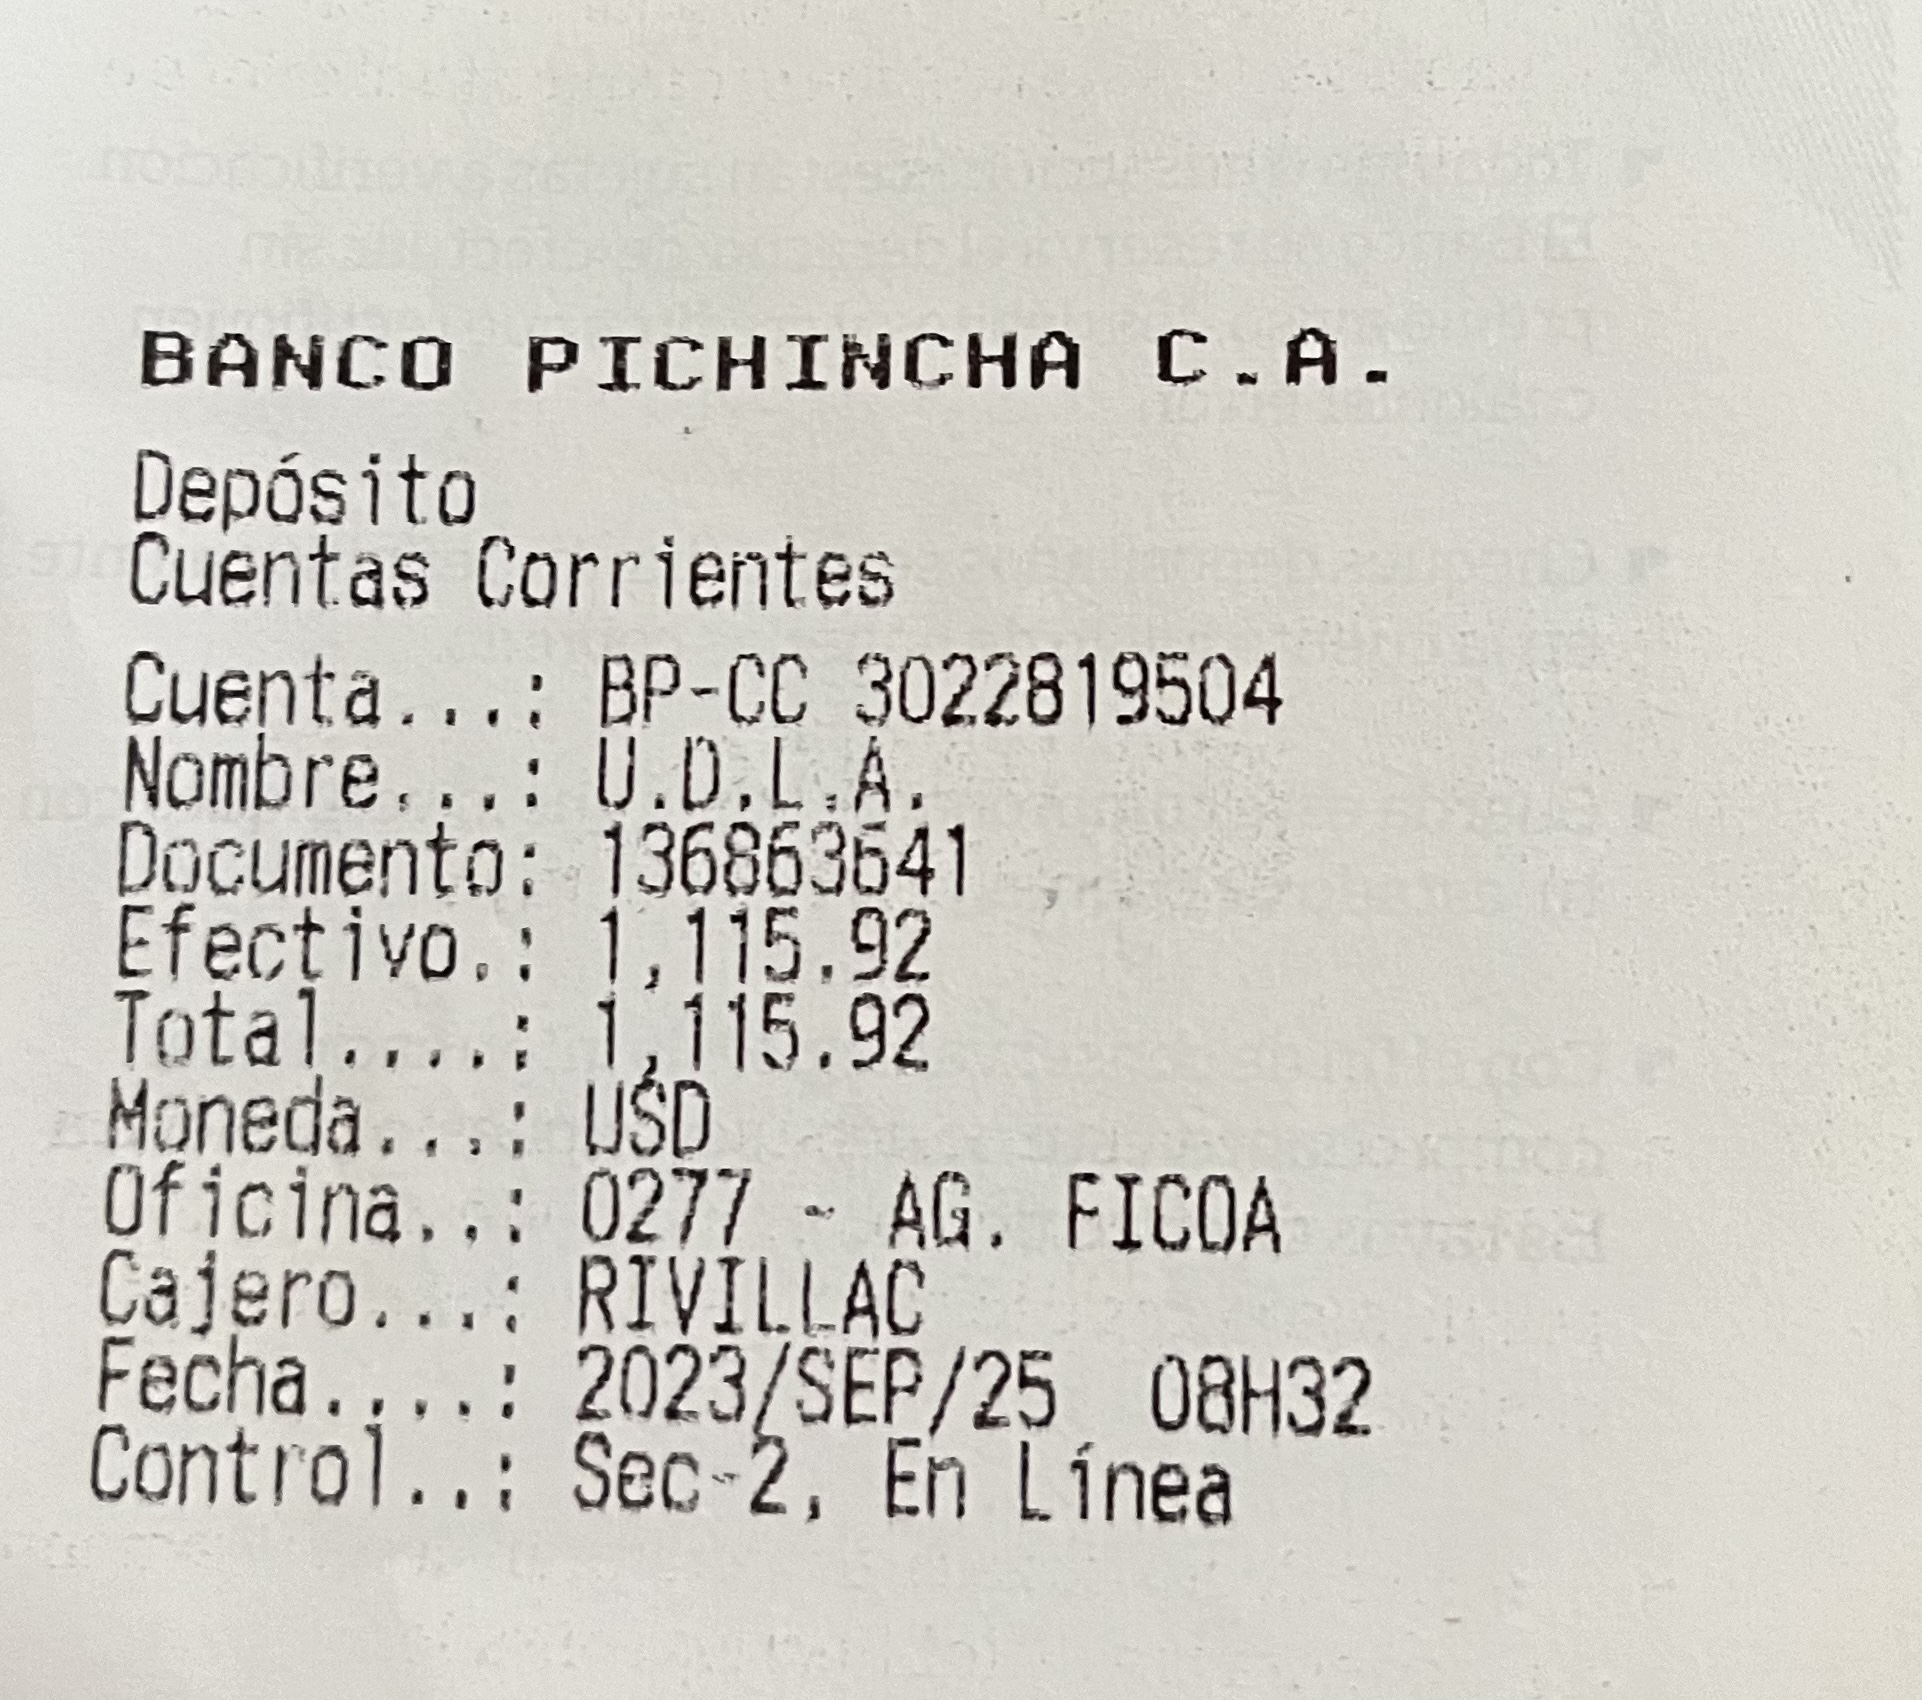 BANCO PICHINCHA C.A.
Depósito
Cuentas Corrientes
Cuenta...: BP-CC 3022819504
Nombre...: U.D.L.A.
Documento: 136863641
Efectivo.: 1,115.92
Total....: 1,115.92
Moneda...: USD
Oficina..: 0277 - AG. FICOA
Cajero...: RIVILLAC
Fecha....: 2023/SEP/25 08H32
Control..: Sec-2, En Línea